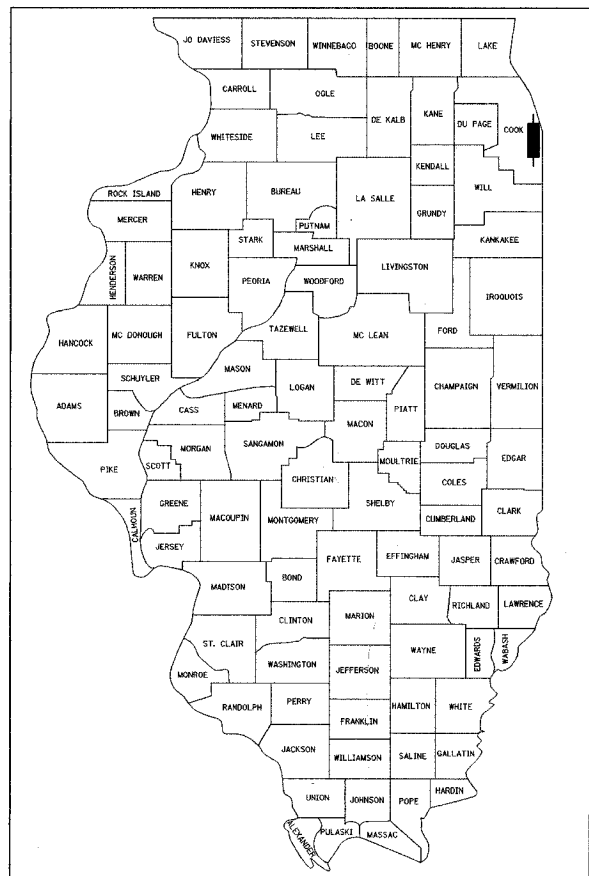 JO DAVIESS
STEVENSON
WINNEBAGO
BOONE
MC HENRY
LAKE
CARROLL
OGLE
DE KALB
KANE
DU PAGE
COOK
WHITESIDE
LEE
KENDALL
WILL
ROCK ISLAND
HENRY
BUREAU
LA SALLE
GRUNDY
MERCER
PUTNAM
STARK
MARSHALL
KANKAKEE
HENDERSON
WARREN
KNOX
PEORIA
WOODFORD
LIVINGSTON
IROQUOIS
HANCOCK
MC DONOUGH
FULTON
TAZEWELL
MC LEAN
FORD
SCHUYLER
MASON
LOGAN
DE WITT
CHAMPAIGN
VERMILION
ADAMS
BROWN
CASS
MENARD
MACON
PIATT
MORGAN
SANGAMON
DOUGLAS
EDGAR
PIKE
SCOTT
CHRISTIAN
MOULTRIE
COLES
SHELBY
CALHOUN
GREENE
MACOUPIN
MONTGOMERY
CUMBERLAND
CLARK
JERSEY
FAYETTE
EFFINGHAM
JASPER
CRAWFORD
MADTSON
BOND
CLAY
RICHLAND
LAWRENCE
CLINTON
MARION
ST. CLAIR
WAYNE
EDWARDS
WABASH
WASHINGTON
JEFFERSON
MONROE
RANDOLPH
PERRY
HAMILTON
WHITE
FRANKLIN
JACKSON
WILLIAMSON
SALINE
GALLATIN
UNION
JOHNSON
POPE
HARDIN
ALEXANDER
PULASKI
MASSAC